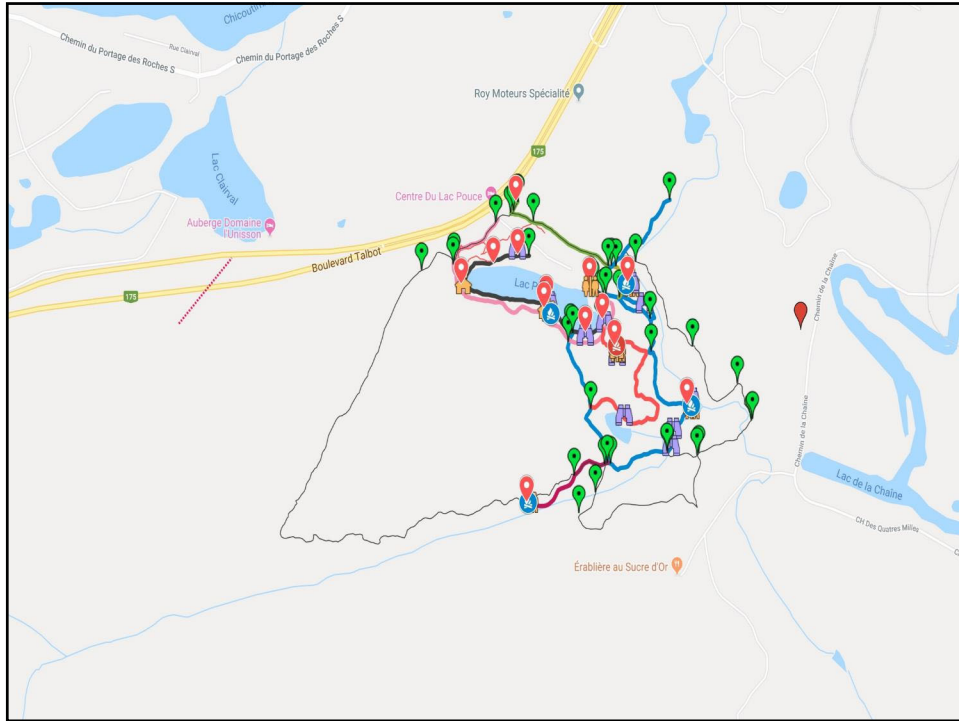 Chicoutim
Rue Clairval
Chemin du Portage des Roches S
Chemin du Portage des Roches S
Roy Moteurs Spécialité
175
Lac Clairval
Centre Du Lac Pouce
Auberge Domaine
l'Unisson
Boulevard Talbot
175
Lac P
Chemin de la Chaîne
Chemin de la Chaîne
Lac de la Chaîne
CH Des Quatres Milles
Érablière au Sucre d'Or